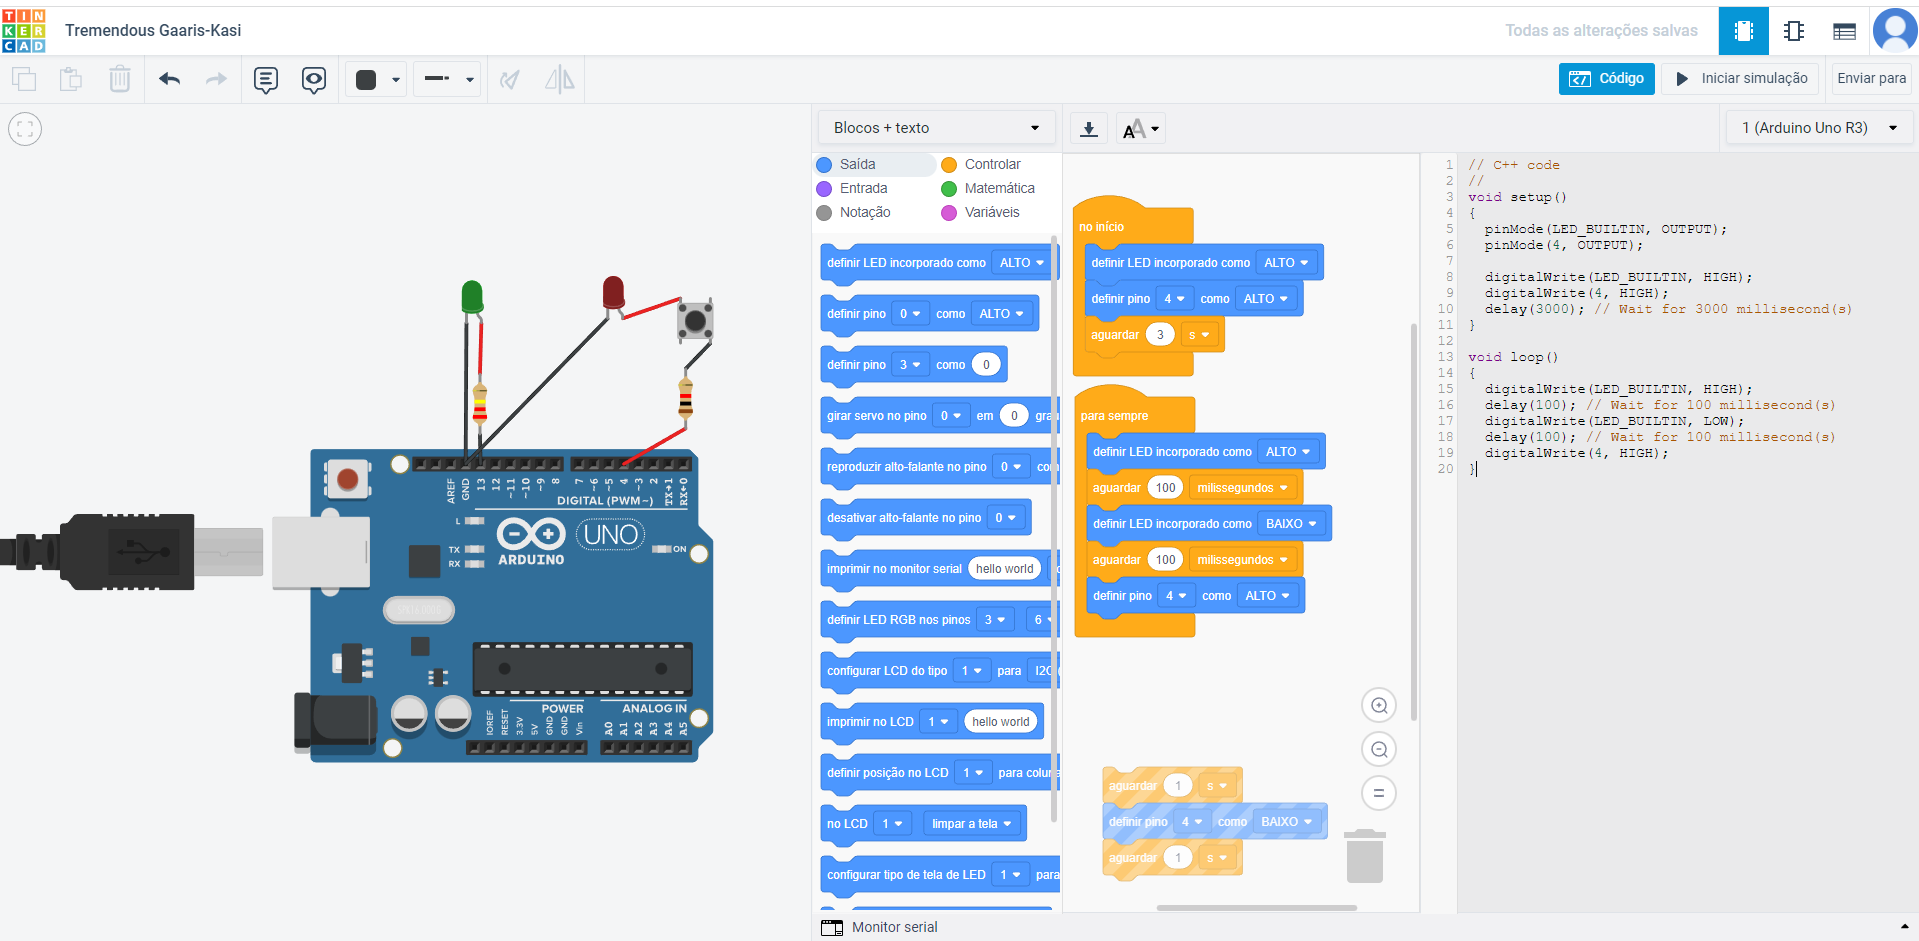 TIN
KER
CAD
Tremendous Gaaris-Kasi
Todas as alterações salvas
Código
Iniciar simulação
Enviar para
Blocos + texto
AA
1 (Arduino Uno R3)
Saída
Controlar
Entrada
Matemática
Notação
Variáveis
definir LED incorporado como ALTO
definir pino 0 como ALTO
definir pino 3 como 0
girar servo no pino 0 em 0 grau
reproduzir alto-falante no pino 0 com
desativar alto-falante no pino 0
imprimir no monitor serial hello world
definir LED RGB nos pinos 3 6
configurar LCD do tipo 1 para I2C
imprimir no LCD 1 hello world
definir posição no LCD 1 para coluna
no LCD 1 limpar a tela
configurar tipo de tela de LED 1 para
no início
definir LED incorporado como ALTO
definir pino 4 como ALTO
aguardar 3 s
para sempre
definir LED incorporado como ALTO
aguardar 100 milissegundos
definir LED incorporado como BAIXO
aguardar 100 milissegundos
definir pino 4 como ALTO
aguardar 1 s
definir pino 4 como BAIXO
aguardar 1 s
1 // C++ code
2 //
3 void setup()
4 {
5 pinMode(LED_BUILTIN, OUTPUT);
6 pinMode(4, OUTPUT);
7
8 digitalWrite(LED_BUILTIN, HIGH);
9 digitalWrite(4, HIGH);
10 delay(3000); // Wait for 3000 millisecond(s)
11 }
12
13 void loop()
14 {
15 digitalWrite(LED_BUILTIN, HIGH);
16 delay(100); // Wait for 100 millisecond(s)
17 digitalWrite(LED_BUILTIN, LOW);
18 delay(100); // Wait for 100 millisecond(s)
19 digitalWrite(4, HIGH);
20 }
AREF GND 13 12 ~11 ~10 ~9 8 7 ~6 ~5 4 ~3 2 TX→1 RX←0
DIGITAL (PWM~)
L
TX
RX
ARDUINO
UNO
ON
POWER
ANALOG IN
IOREF RESET 3.3V 5V GND GND Vin A0 A1 A2 A3 A4 A5
Monitor serial